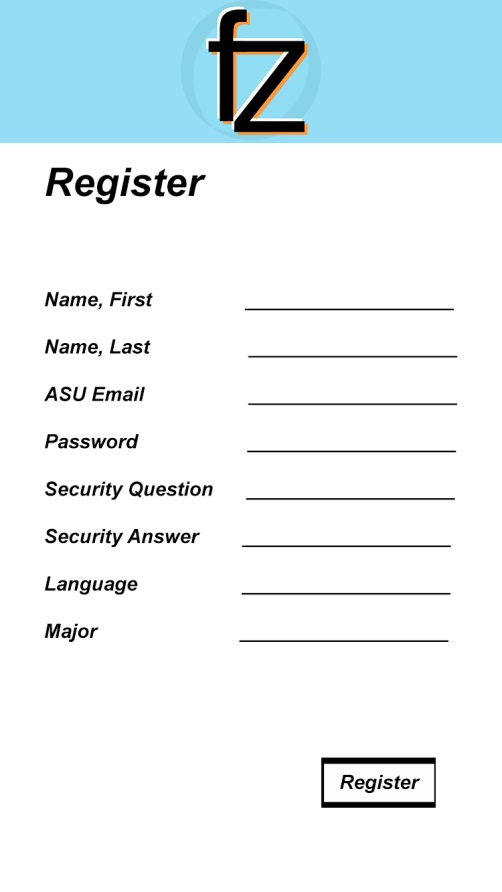 fz
Register
Name, First
Name, Last
ASU Email
Password
Security Question
Security Answer
Language
Major
Register